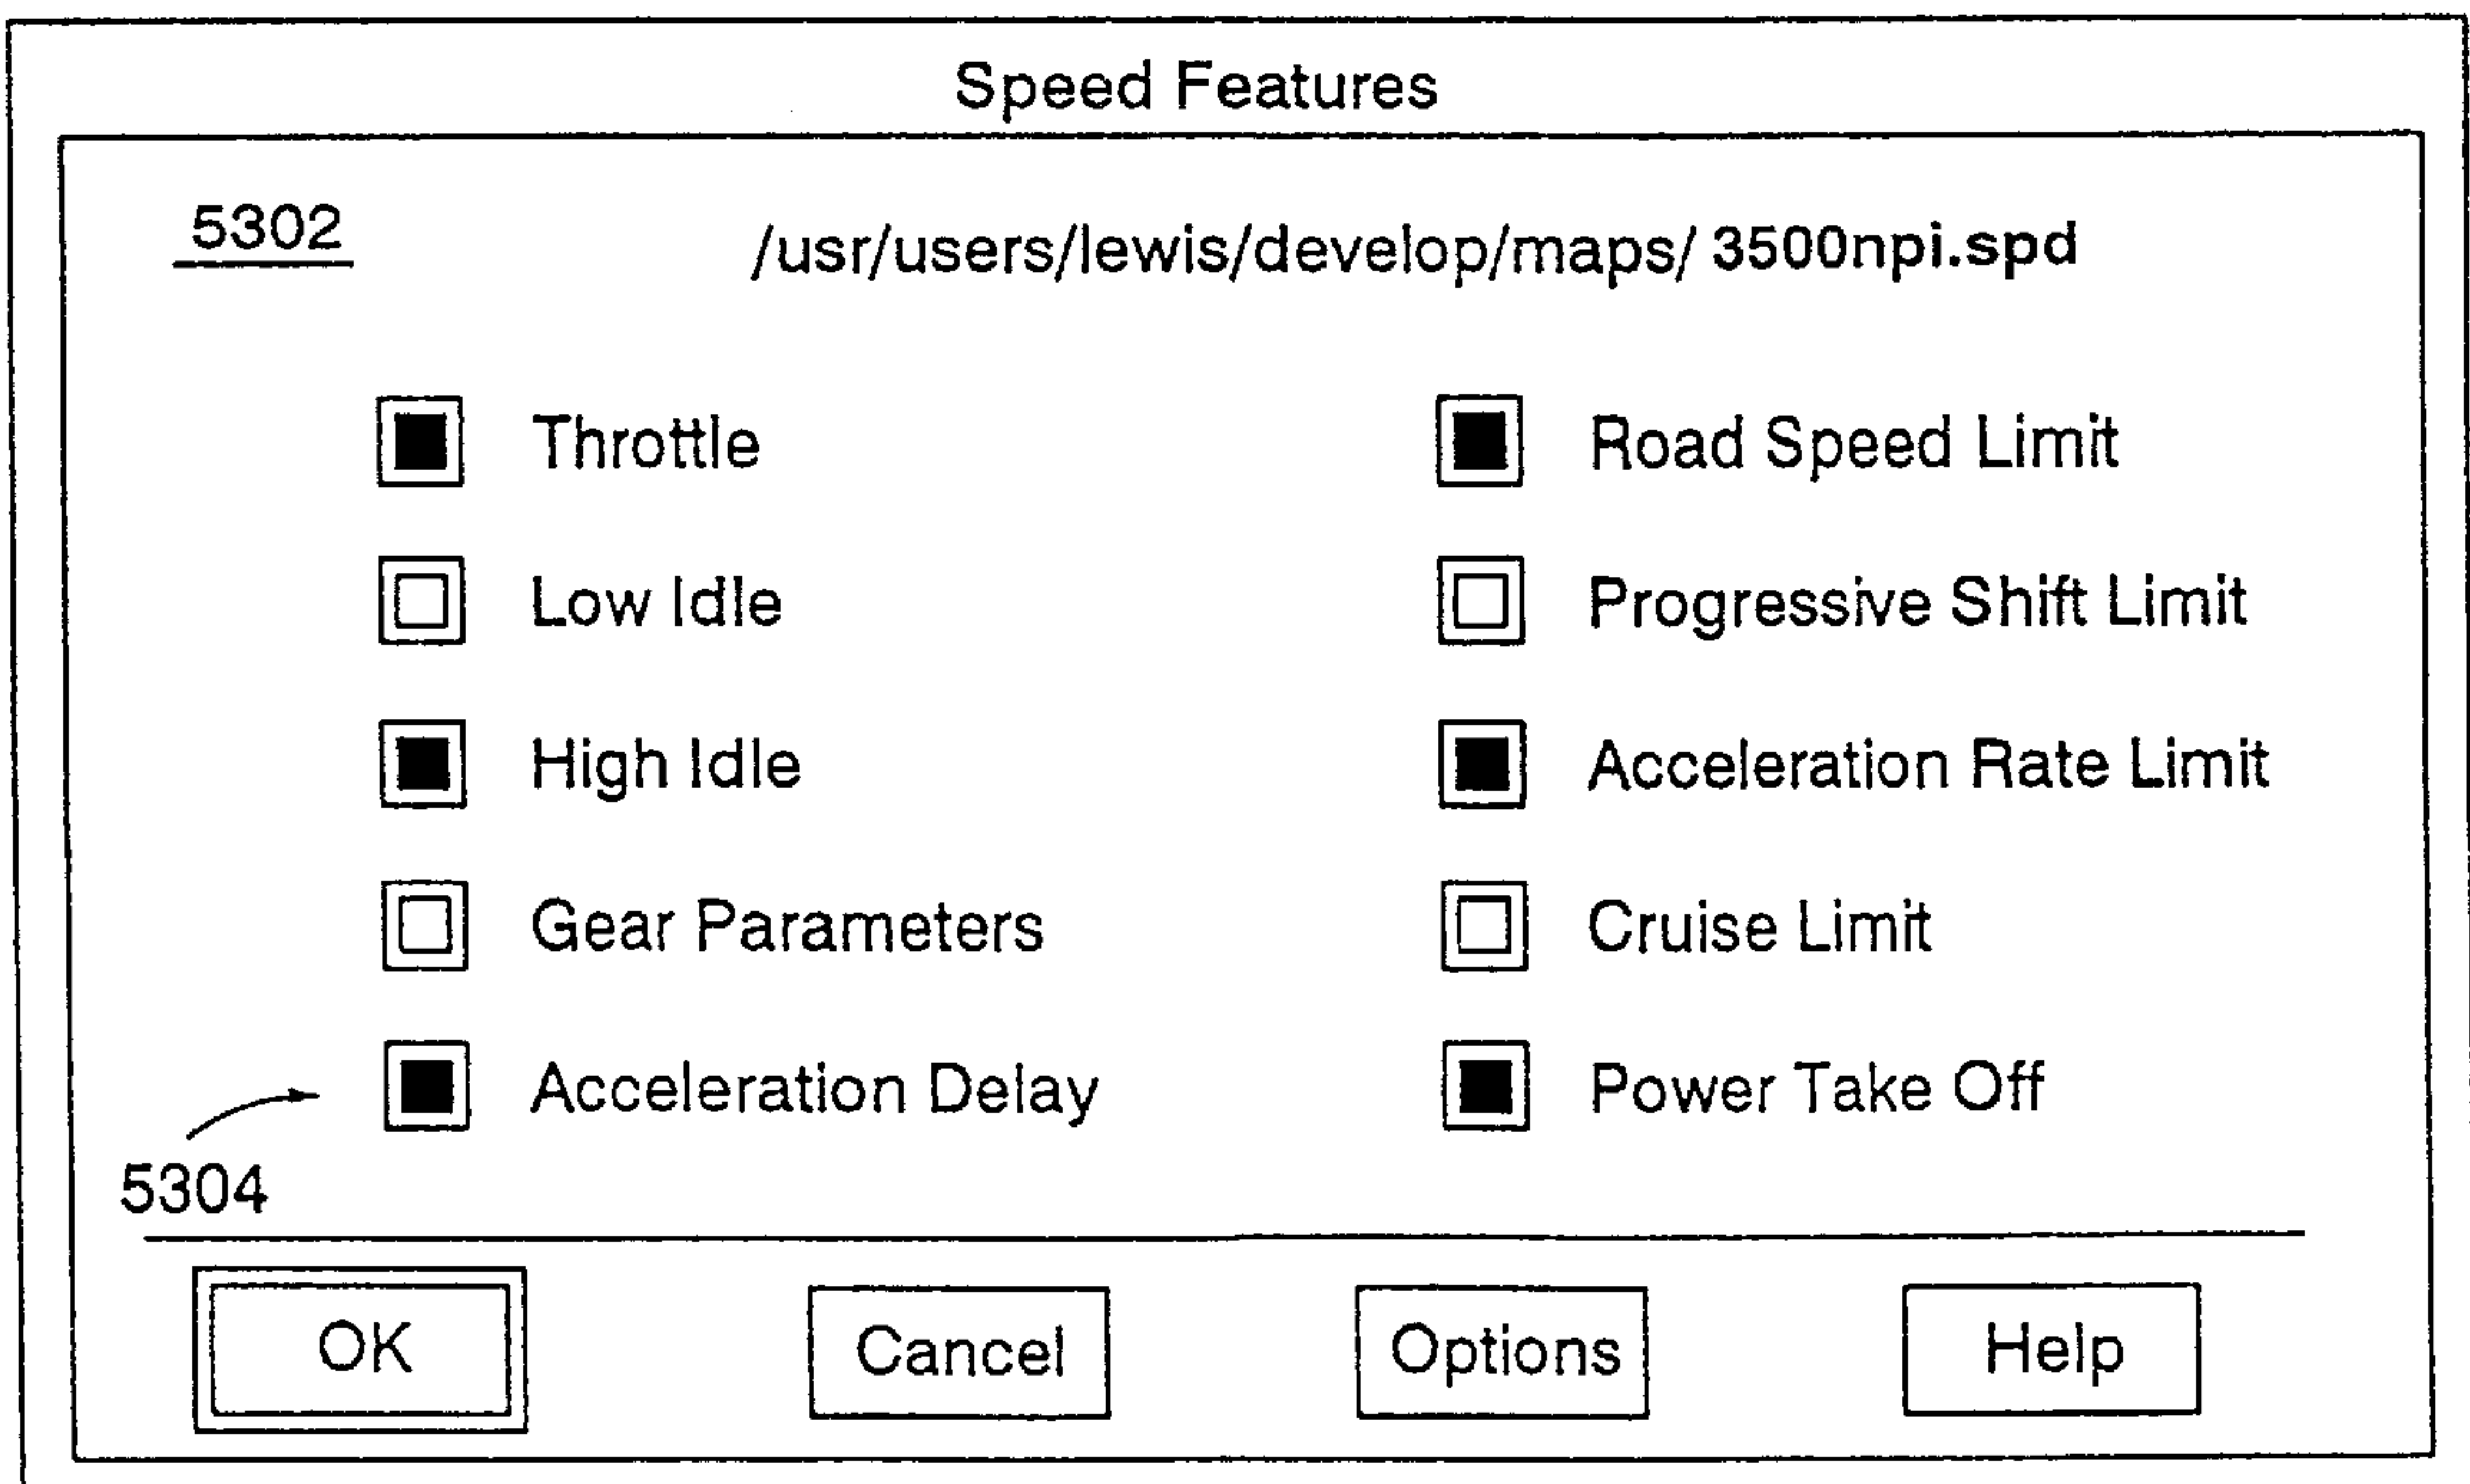 Speed Features
5302 /usr/users/lewis/develop/maps/ 3500npi.spd
Throttle Road Speed Limit
Low Idle Progressive Shift Limit
High Idle Acceleration Rate Limit
Gear Parameters Cruise Limit
Acceleration Delay Power Take Off
5304
OK Cancel Options Help